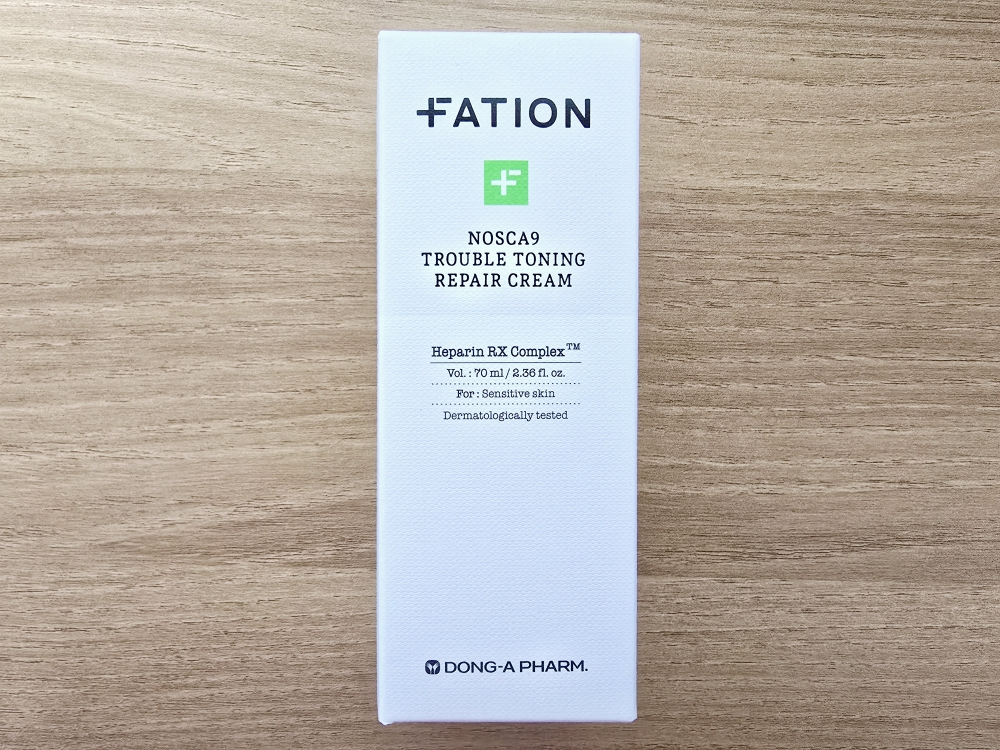 FATION
NOSCA9
TROUBLE TONING
REPAIR CREAM
Heparin RX Complex™
Vol. : 70 ml / 2.36 fl. oz.
For : Sensitive skin
Dermatologically tested
DONG-A PHARM.